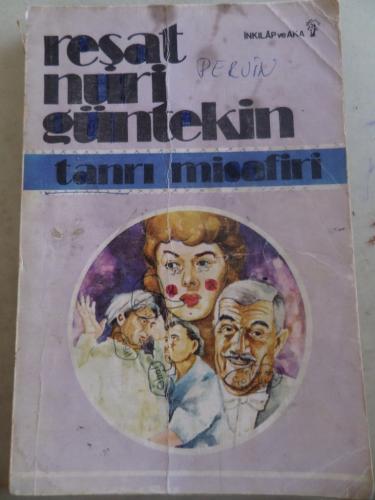 reşat
nuri
güntekin
İNKILÂP ve AKA
PERVİN
tanrı misafiri